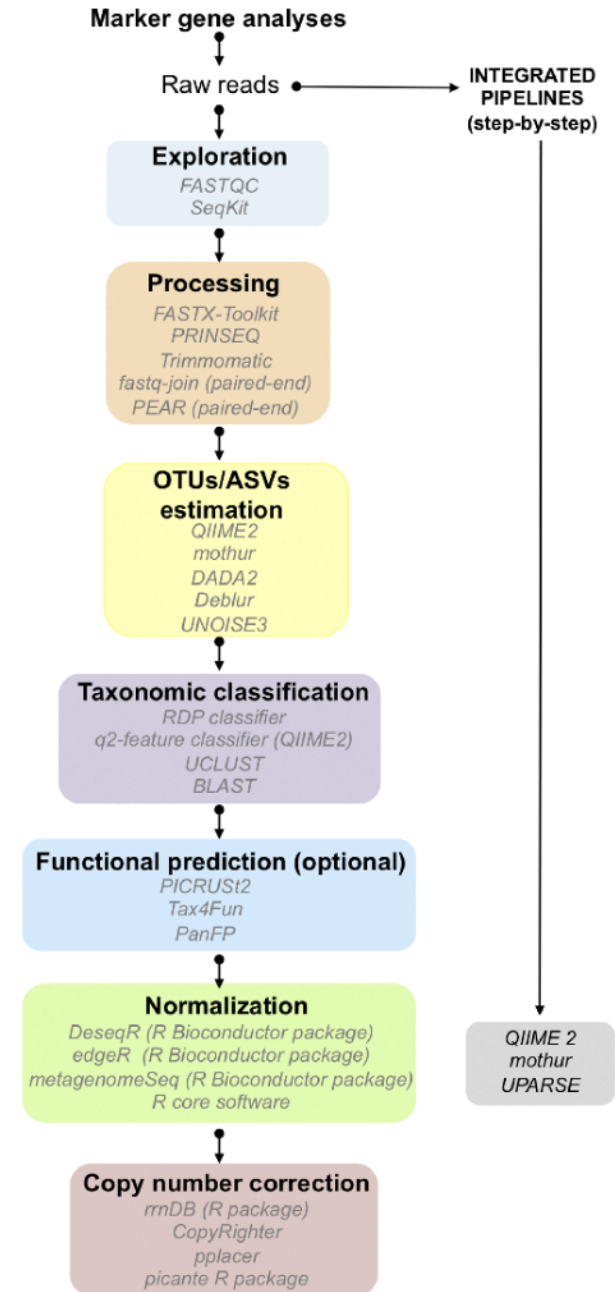 Marker gene analyses
Raw reads
INTEGRATED
PIPELINES
(step-by-step)
Exploration
FASTQC
SeqKit
Processing
FASTX-Toolkit
PRINSEQ
Trimmomatic
fastq-join (paired-end)
PEAR (paired-end)
OTUs/ASVs
estimation
QIIME2
mothur
DADA2
Deblur
UNOISE3
Taxonomic classification
RDP classifier
q2-feature classifier (QIIME2)
UCLUST
BLAST
Functional prediction (optional)
PICRUSt2
Tax4Fun
PanFP
Normalization
DeseqR (R Bioconductor package)
edgeR (R Bioconductor package)
metagenomeSeq (R Bioconductor package)
R core software
QIIME 2
mothur
UPARSE
Copy number correction
rrnDB (R package)
CopyRighter
pplacer
picante R package